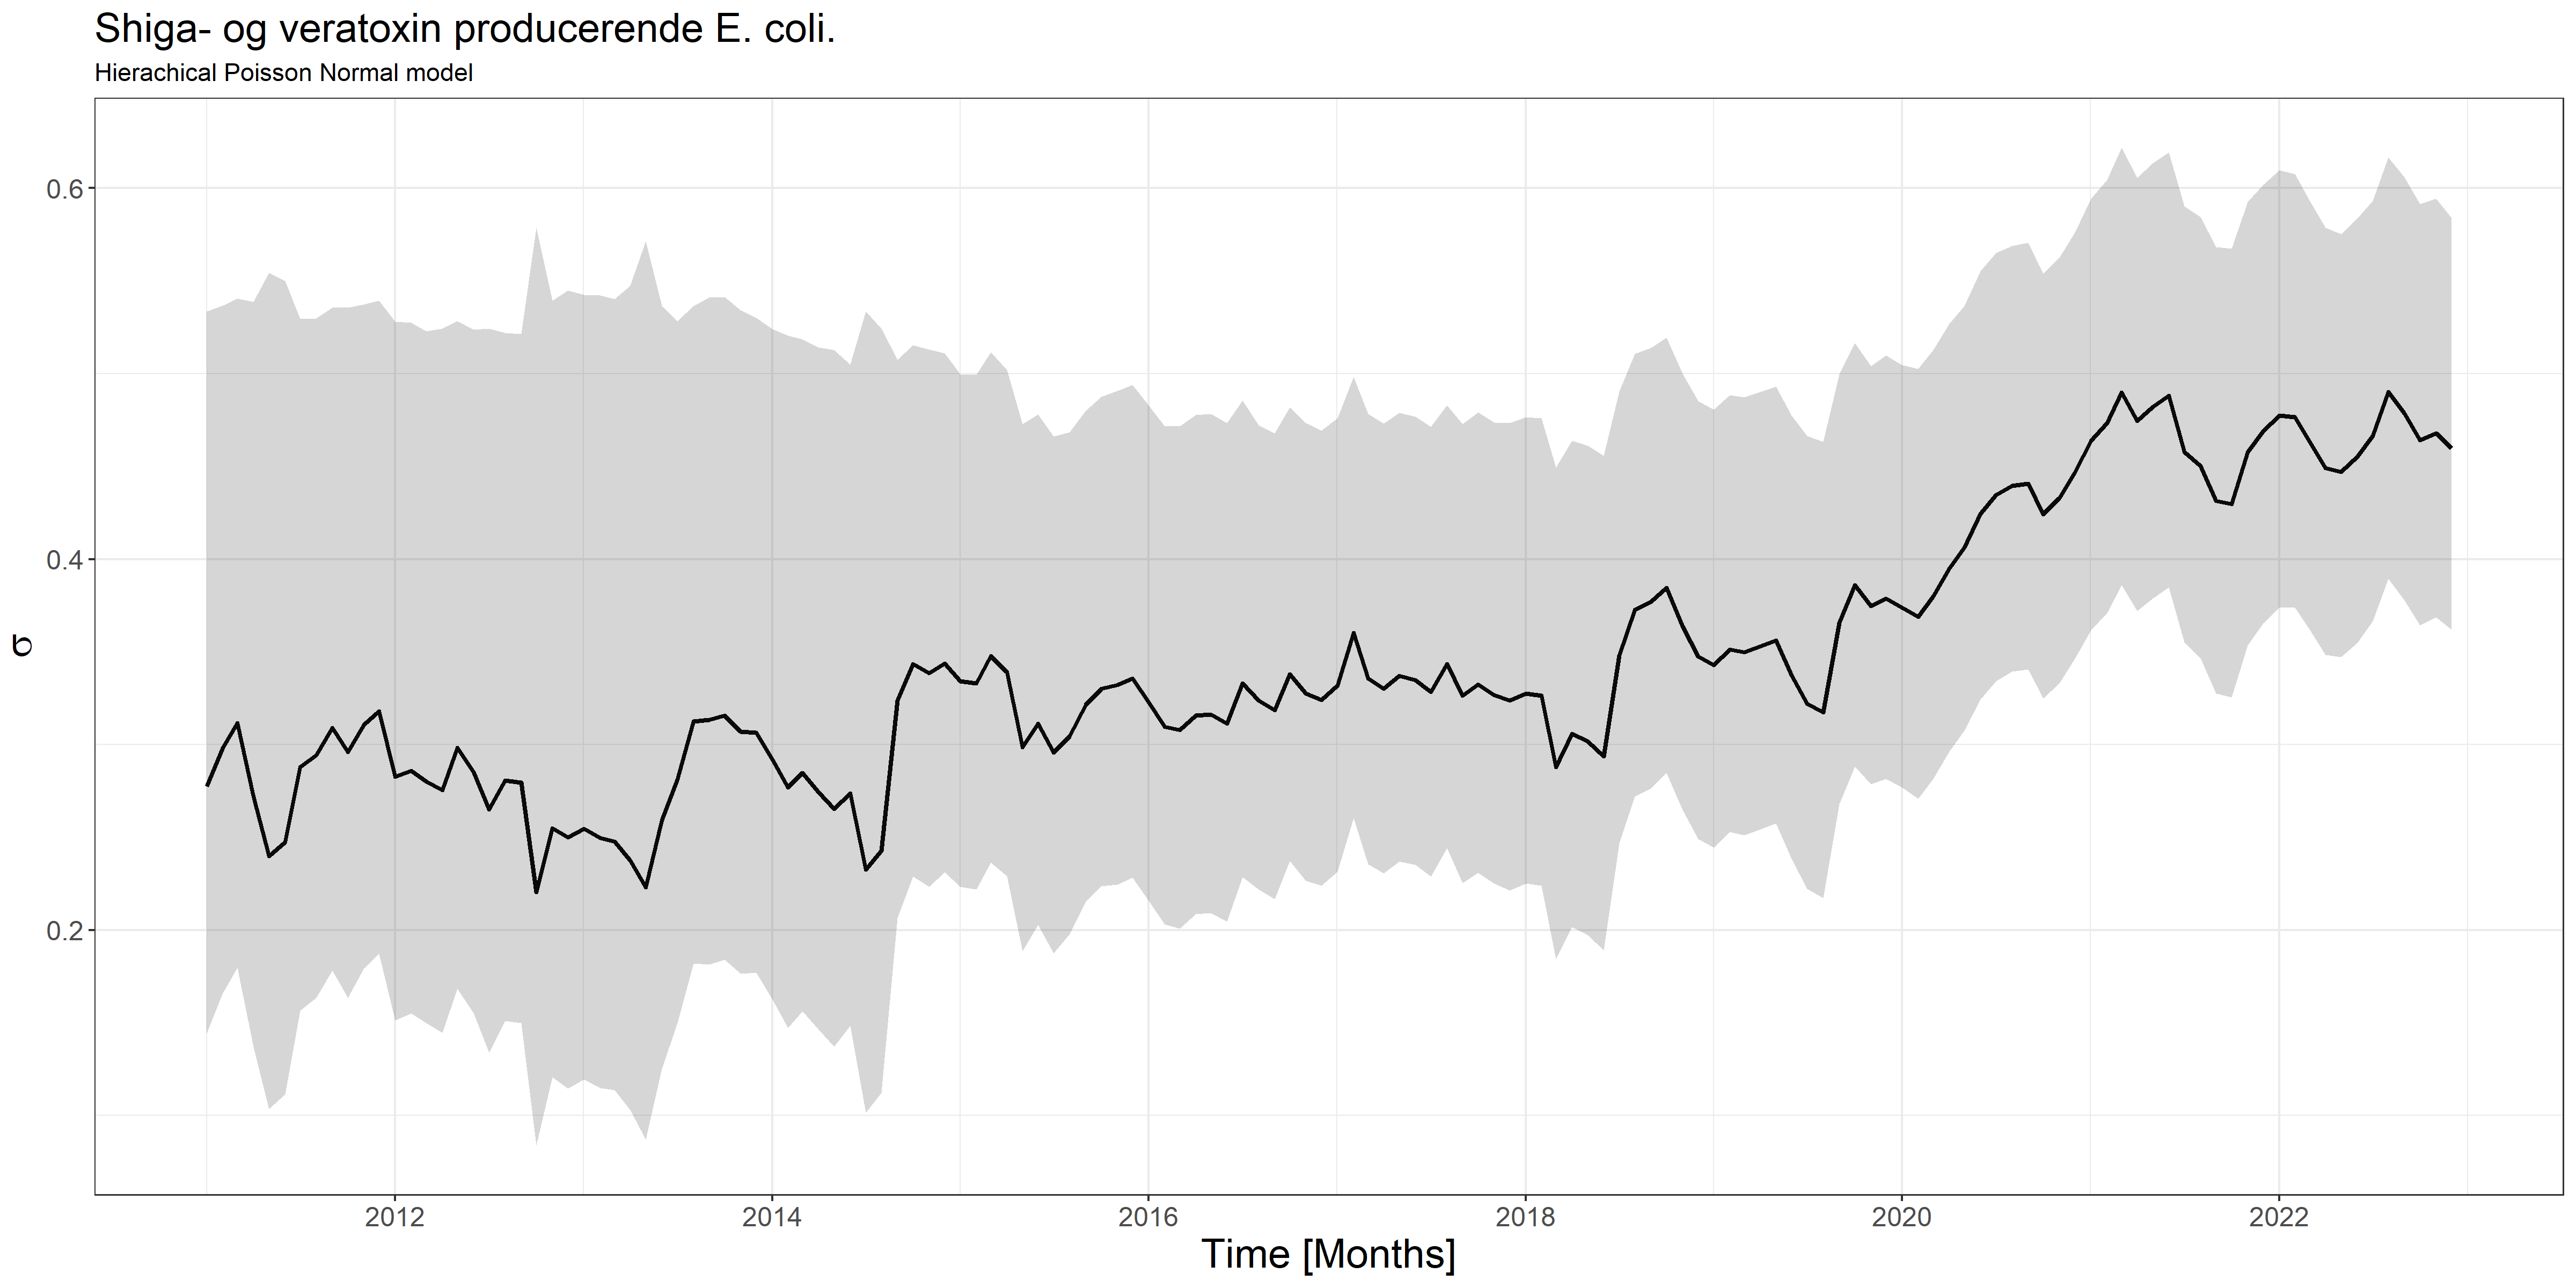 Shiga- og veratoxin producerende E. coli.
Hierachical Poisson Normal model
0.6
0.4
0.2
σ
2012 2014 2016 2018 2020 2022
Time [Months]